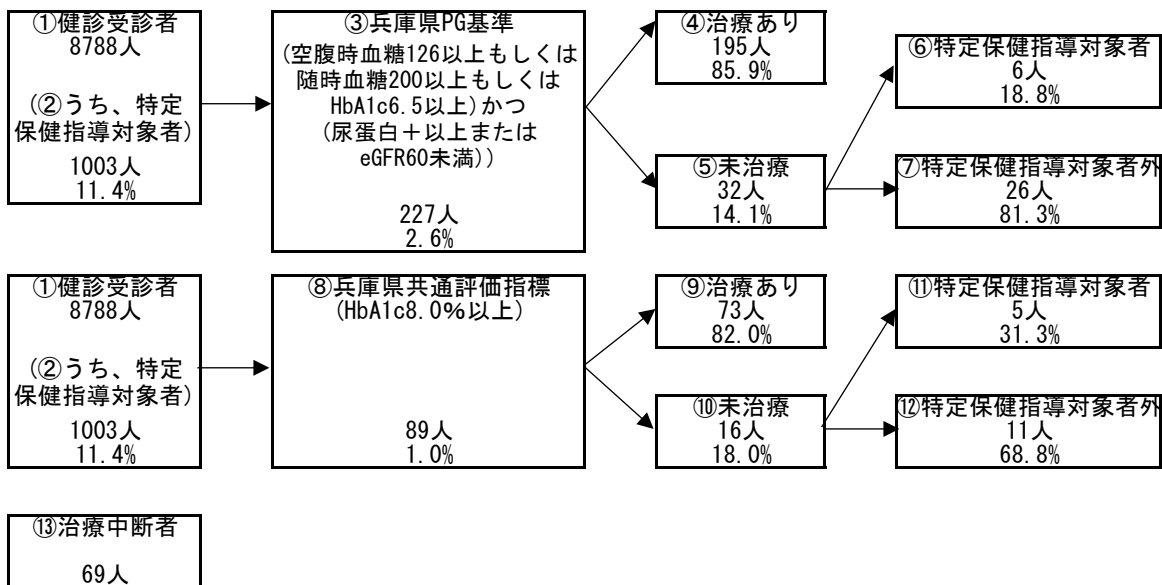 ①健診受診者
8788人
(②うち、特定
保健指導対象者)
1003人
11.4%
③兵庫県PG基準
(空腹時血糖126以上もしくは
随時血糖200以上もしくは
HbA1c6.5以上)かつ
(尿蛋白＋以上または
eGFR60未満))
227人
2.6%
④治療あり
195人
85.9%
⑤未治療
32人
14.1%
⑥特定保健指導対象者
6人
18.8%
⑦特定保健指導対象者外
26人
81.3%
①健診受診者
8788人
(②うち、特定
保健指導対象者)
1003人
11.4%
⑧兵庫県共通評価指標
(HbA1c8.0%以上)
89人
1.0%
⑨治療あり
73人
82.0%
⑩未治療
16人
18.0%
⑪特定保健指導対象者
5人
31.3%
⑫特定保健指導対象者外
11人
68.8%
⑬治療中断者
69人